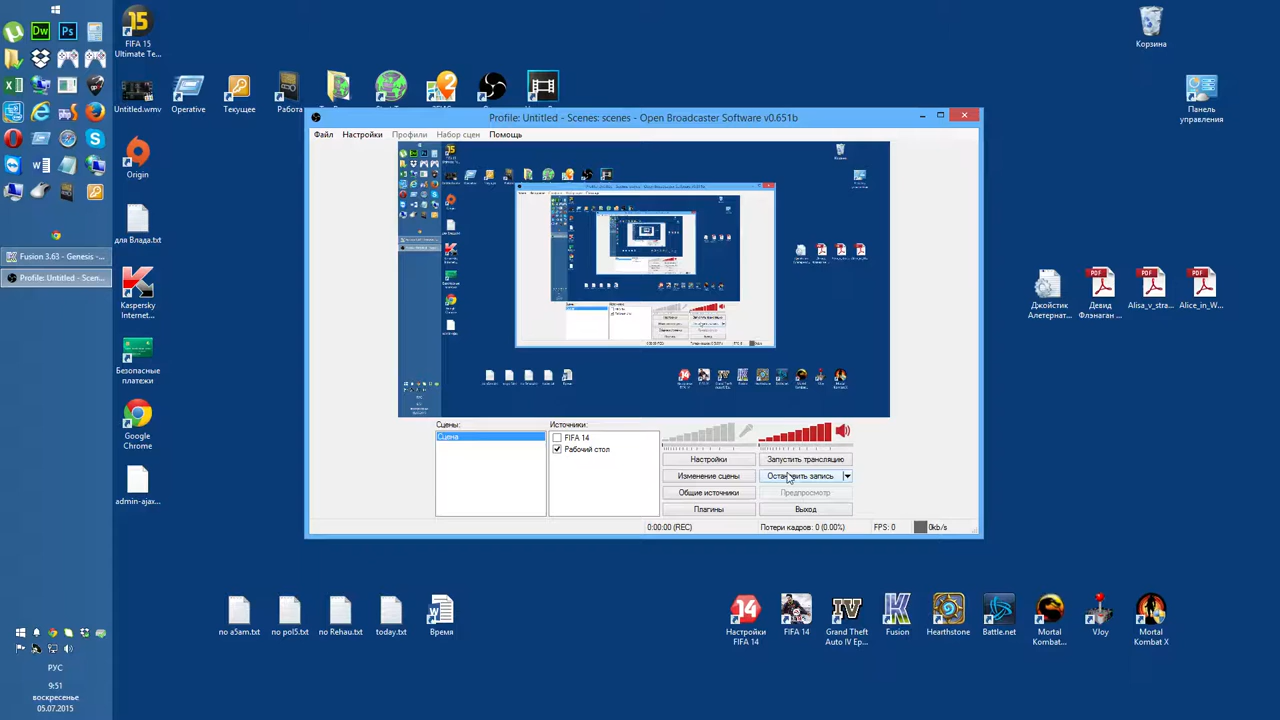 FIFA 15
Ultimate Te...
Корзина
Untitled.wmv
Operative
Текущее
Работа
Панель
управления
Profile: Untitled - Scenes: scenes - Open Broadcaster Software v0.651b
Файл
Настройки
Профили
Набор сцен
Помощь
Origin
для Влада.txt
Fusion 3.63 - Genesis -...
Profile: Untitled - Scen...
Kaspersky
Internet...
Джойстик
Алетернат...
Девид
Флэнаган ...
Alisa_v_stra...
Alice_in_W...
Безопасные
платежи
Google
Chrome
admin-ajax...
Сцены:
Источники:
Сцена
FIFA 14
Рабочий стол
Настройки
Запустить трансляцию
Изменение сцены
Остановить запись
Общие источники
Предпросмотр
Плагины
Выход
0:00:00 (REC)
Потери кадров: 0 (0.00%)
FPS: 0
0kb/s
по a5am.txt
по pol5.txt
по Rehau.txt
today.txt
Время
Настройки
FIFA 14
FIFA 14
Grand Theft
Auto IV Ep...
Fusion
Hearthstone
Battle.net
Mortal
Kombat...
VJoy
Mortal
Kombat X
РУС
9:51
воскресенье
05.07.2015